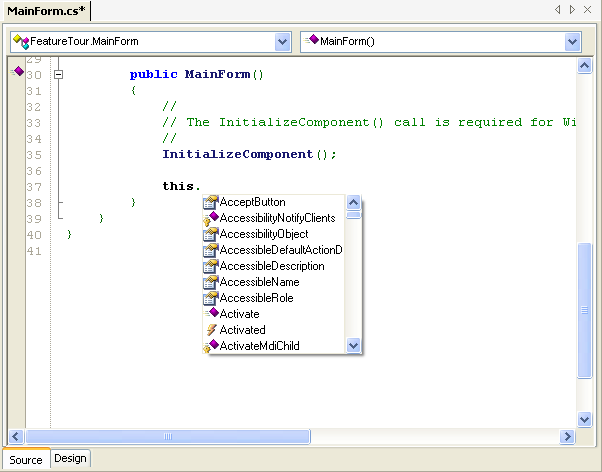 MainForm.cs*
FeatureTour.MainForm
MainForm()
29
30 public MainForm()
31 {
32 //
33 // The InitializeComponent() call is required for Wi
34 //
35 InitializeComponent();
36
37 this.
38 }
39 }
40 }
41
AcceptButton
AccessibilityNotifyClients
AccessibilityObject
AccessibleDefaultActionD
AccessibleDescription
AccessibleName
AccessibleRole
Activate
Activated
ActivateMdiChild
Source
Design